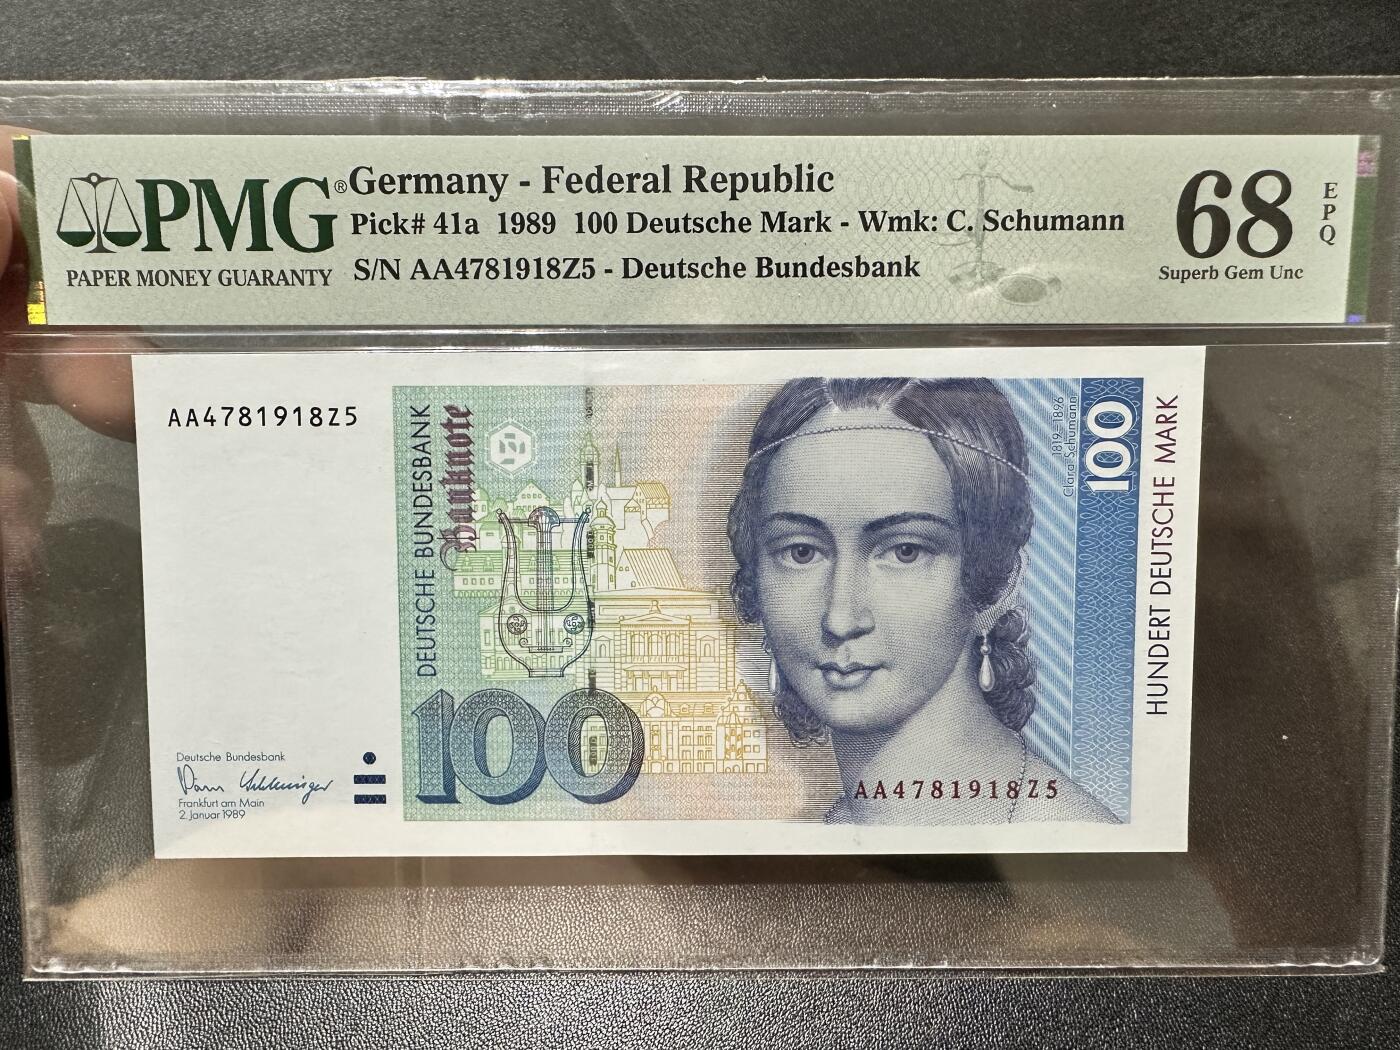 PMG®
PAPER MONEY GUARANTY
Germany - Federal Republic
Pick# 41a 1989 100 Deutsche Mark - Wmk: C. Schumann
S/N AA4781918Z5 - Deutsche Bundesbank
68
EPQ
Superb Gem Unc
AA4781918Z5
DEUTSCHE BUNDESBANK
Banknote
1819–1896
Clara Schumann
100
HUNDERT DEUTSCHE MARK
100
Deutsche Bundesbank
Frankfurt am Main
2. Januar 1989
AA4781918Z5